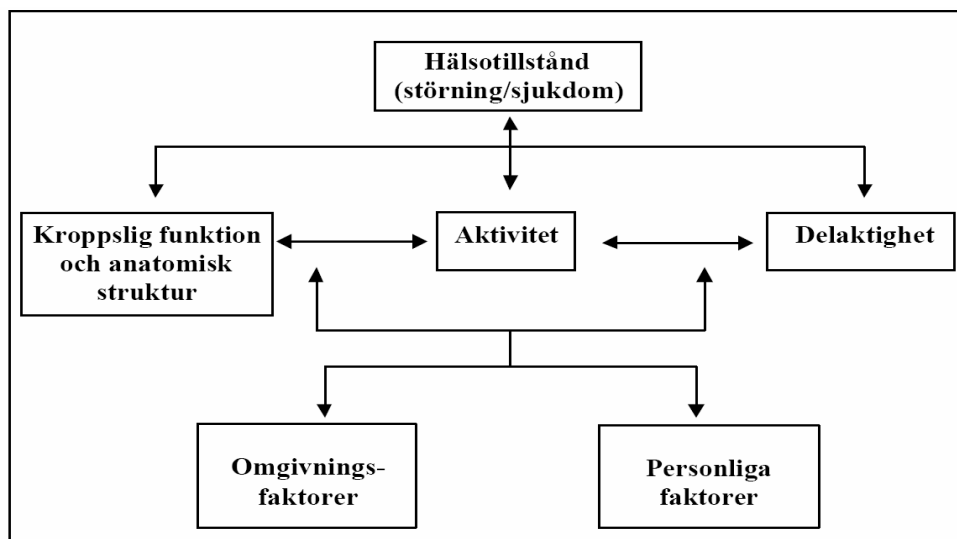 Hälsotillstånd
(störning/sjukdom)
Kroppslig funktion
och anatomisk
struktur
Aktivitet
Delaktighet
Omgivnings-
faktorer
Personliga
faktorer